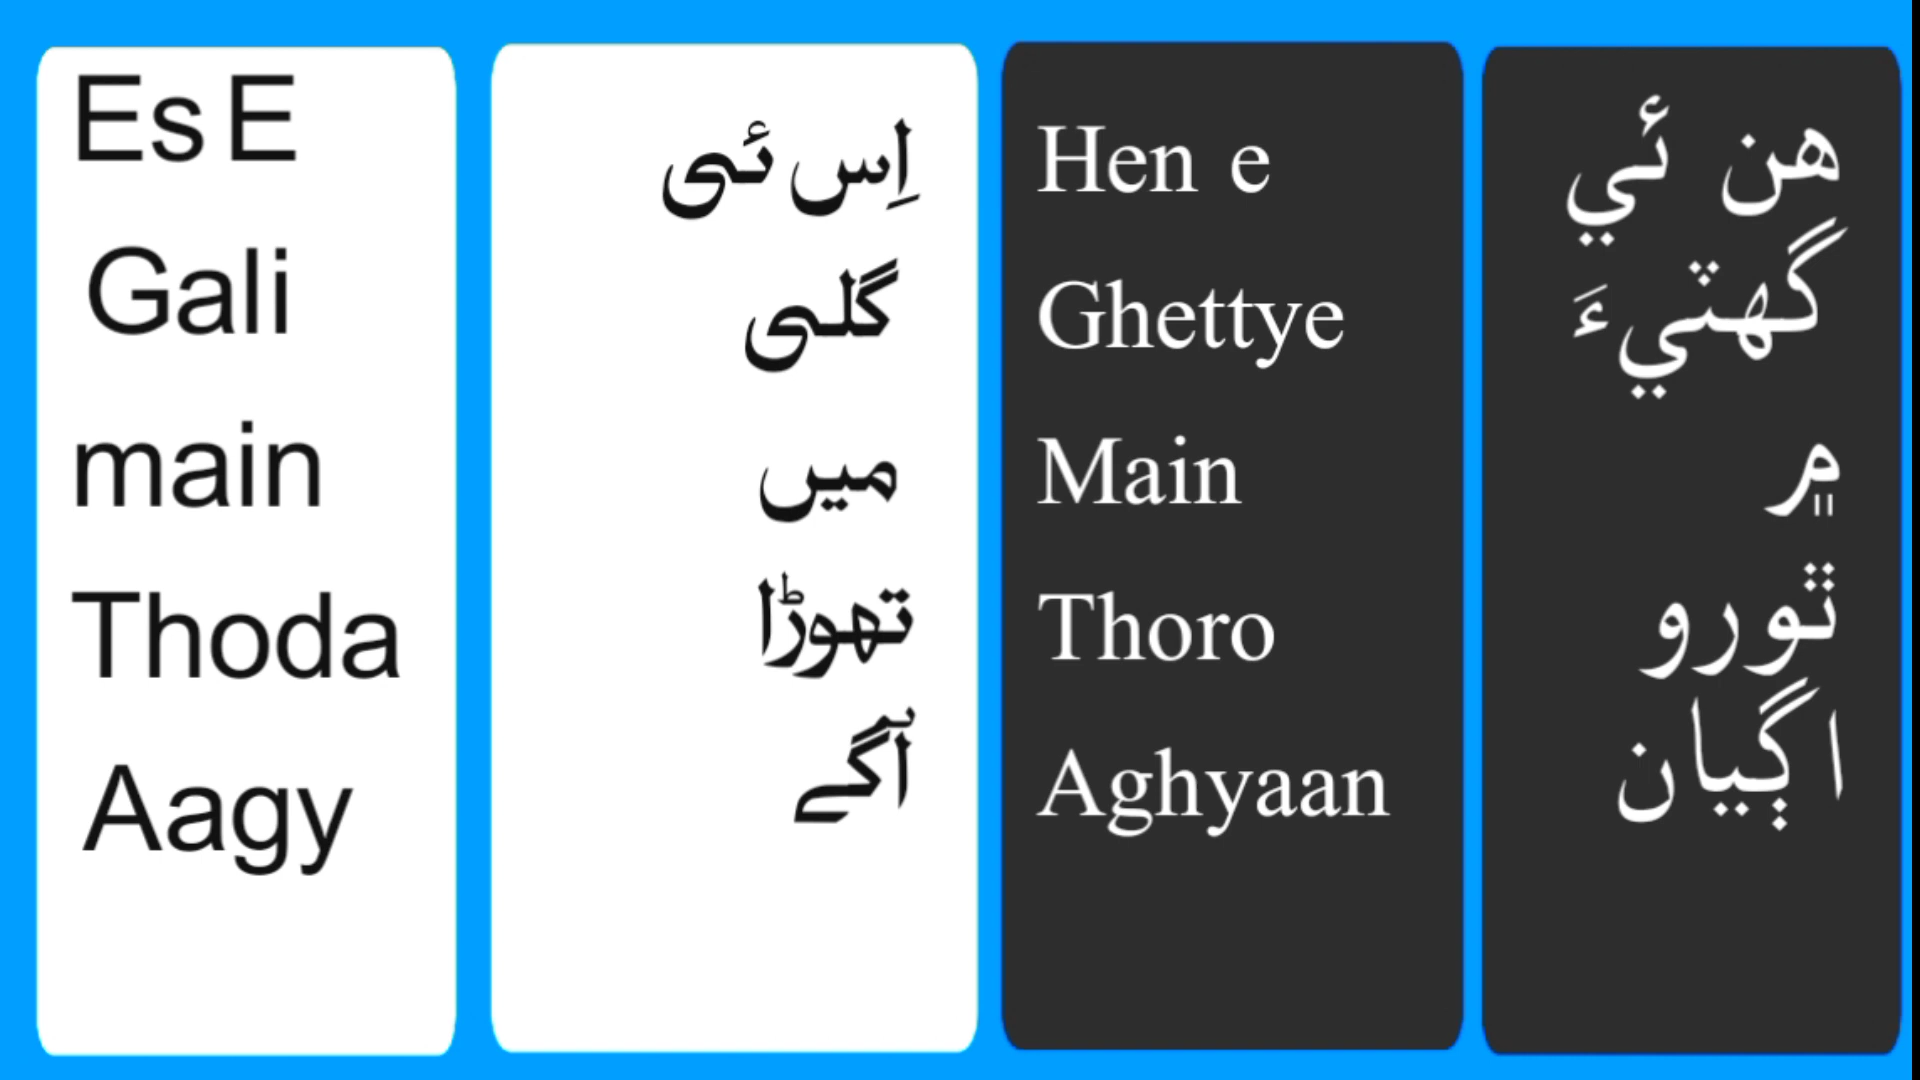 Es E
Gali
main
Thoda
Aagy
اِس ئی
گلی
میں
تھوڑا
آگے
Hen e
Ghettye
Main
Thoro
Aghyaan
هن ئي
گهٽيءَ
۾
ٿورو
اڳيان